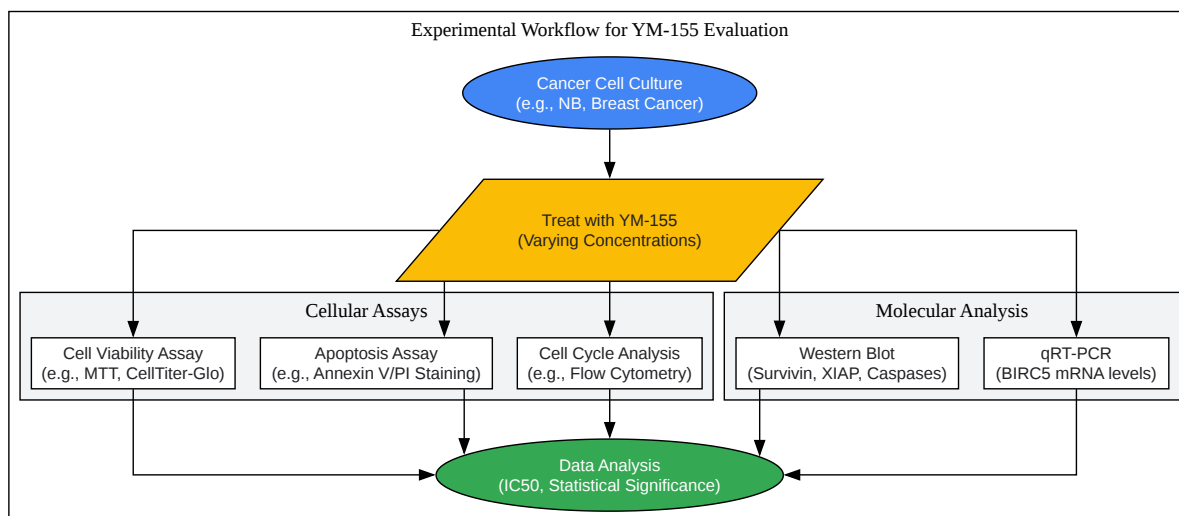 Experimental Workflow for YM-155 Evaluation
Cancer Cell Culture
(e.g., NB, Breast Cancer)
Treat with YM-155
(Varying Concentrations)
Cellular Assays
Cell Viability Assay
(e.g., MTT, CellTiter-Glo)
Apoptosis Assay
(e.g., Annexin V/PI Staining)
Cell Cycle Analysis
(e.g., Flow Cytometry)
Molecular Analysis
Western Blot
(Survivin, XIAP, Caspases)
qRT-PCR
(BIRC5 mRNA levels)
Data Analysis
(IC50, Statistical Significance)